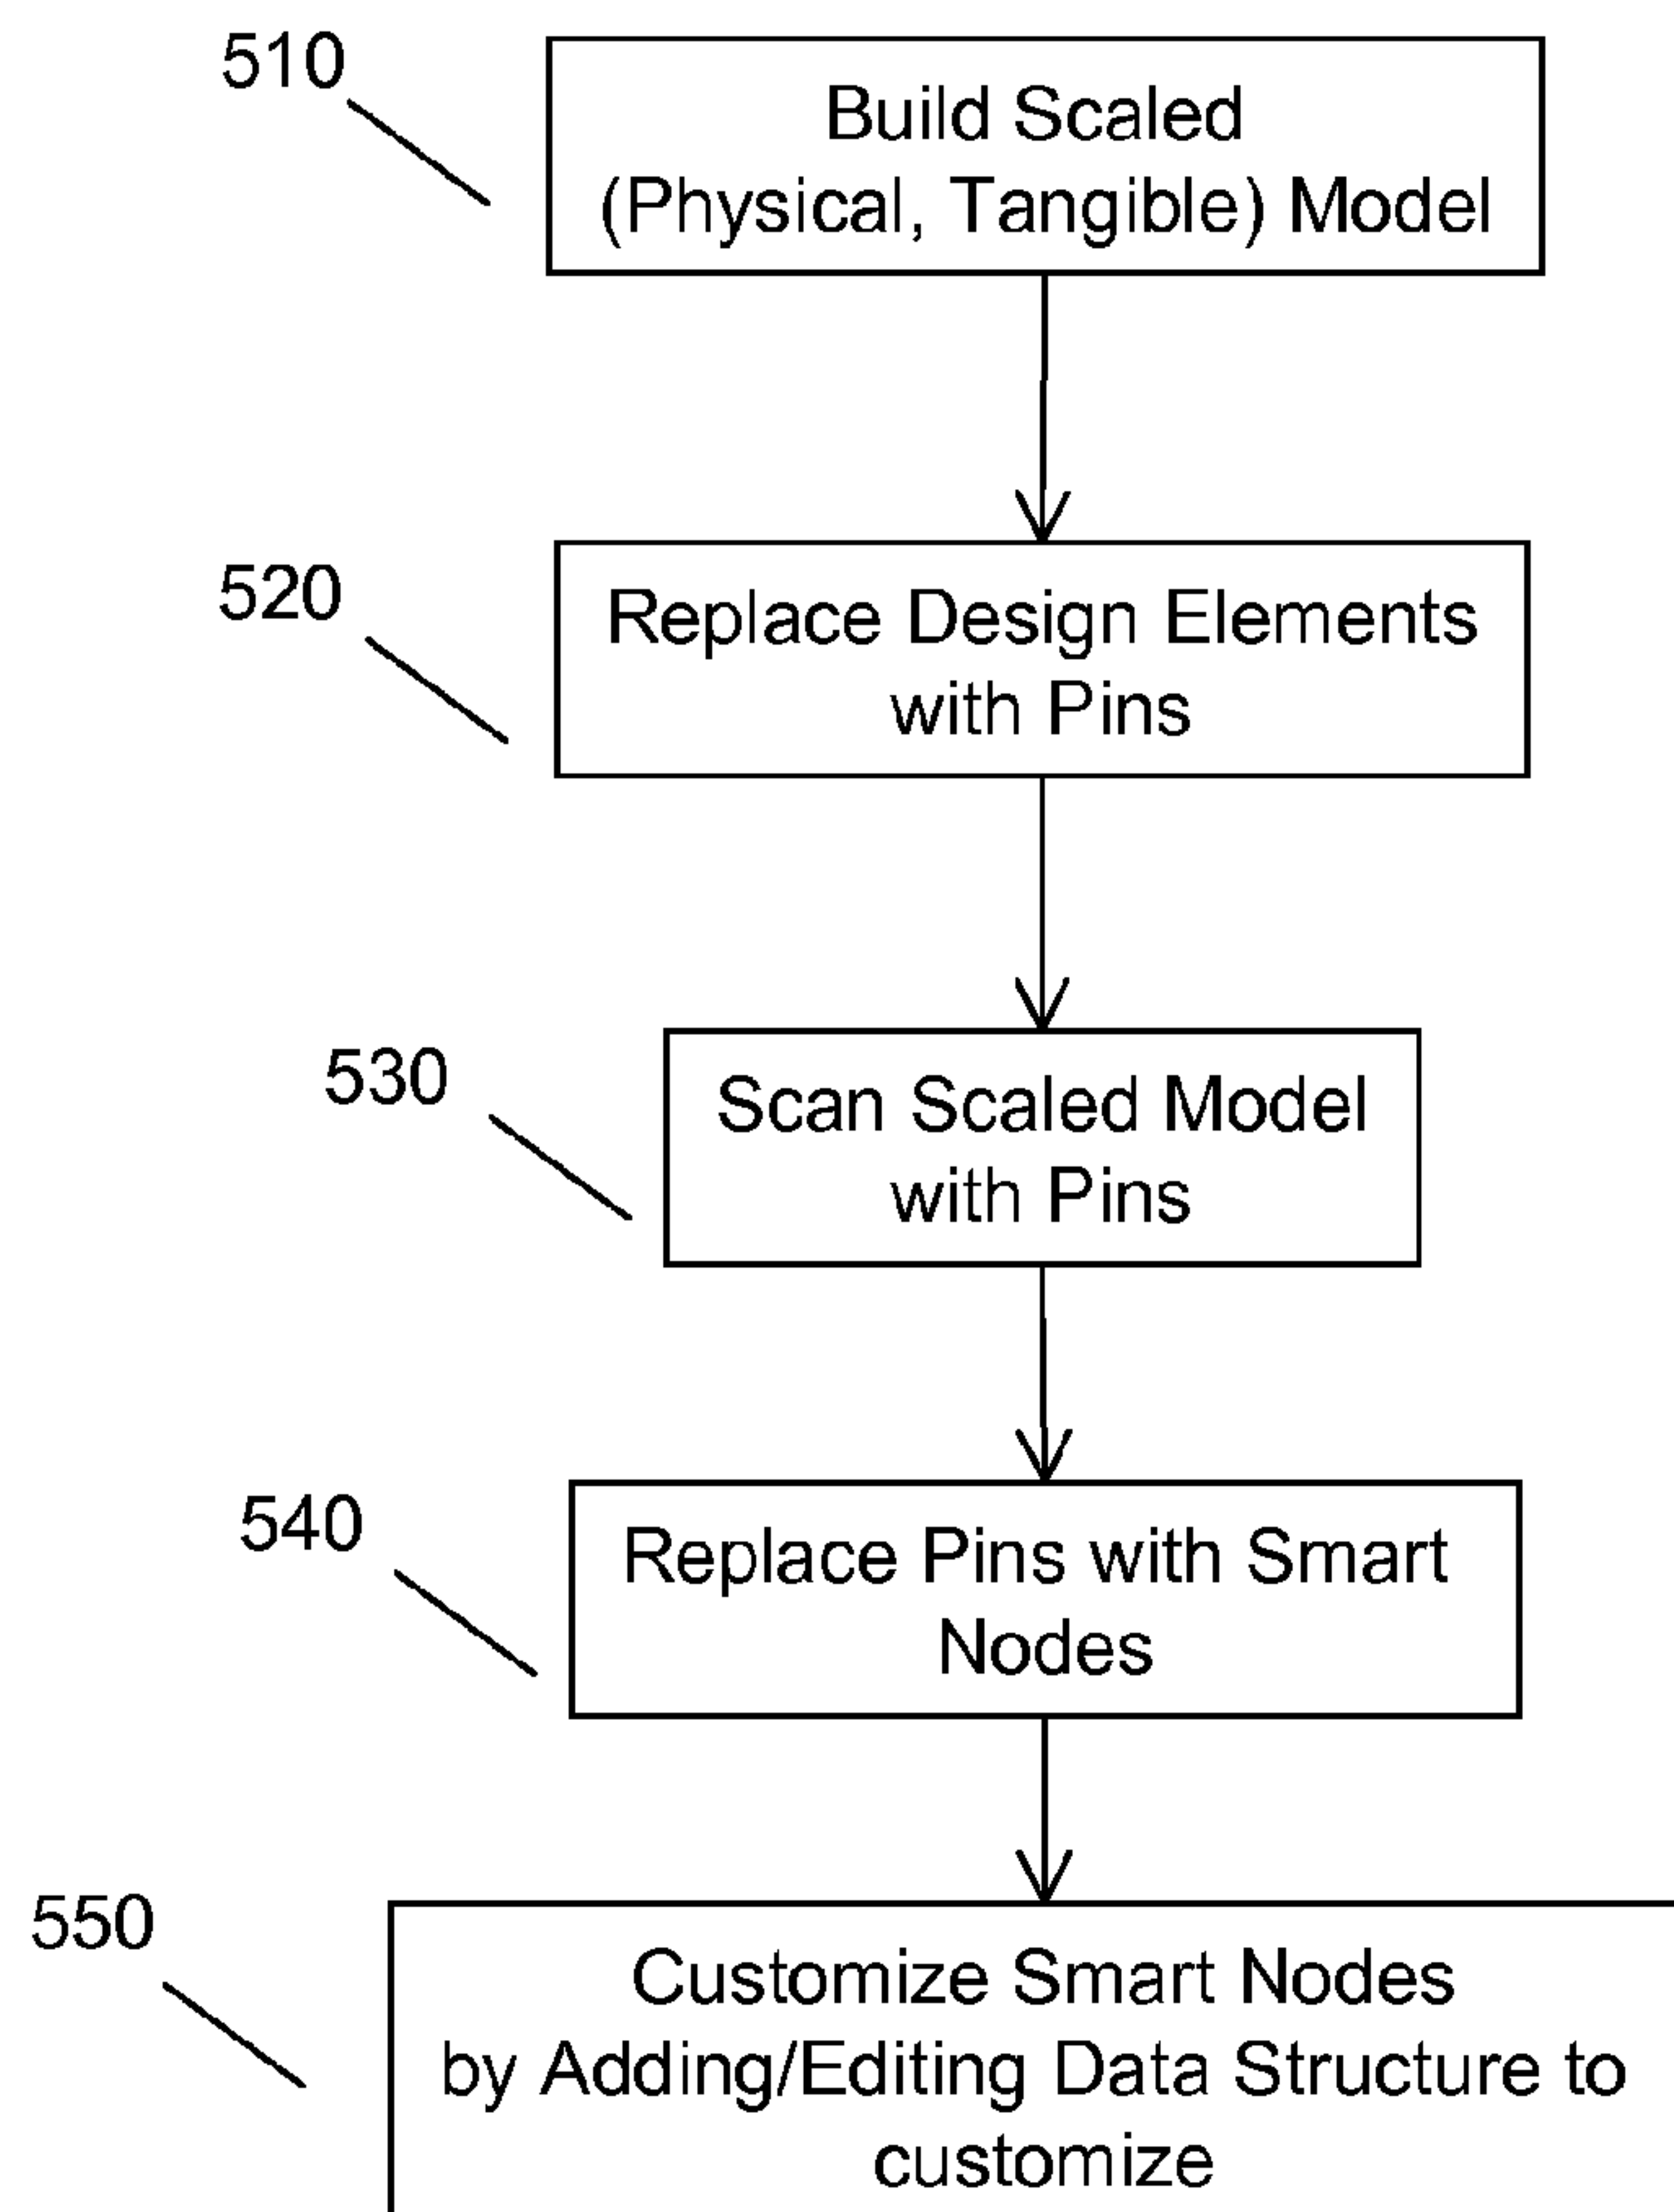 510
Build Scaled
(Physical, Tangible) Model
520
Replace Design Elements
with Pins
530
Scan Scaled Model
with Pins
540
Replace Pins with Smart
Nodes
550
Customize Smart Nodes
by Adding/Editing Data Structure to
customize